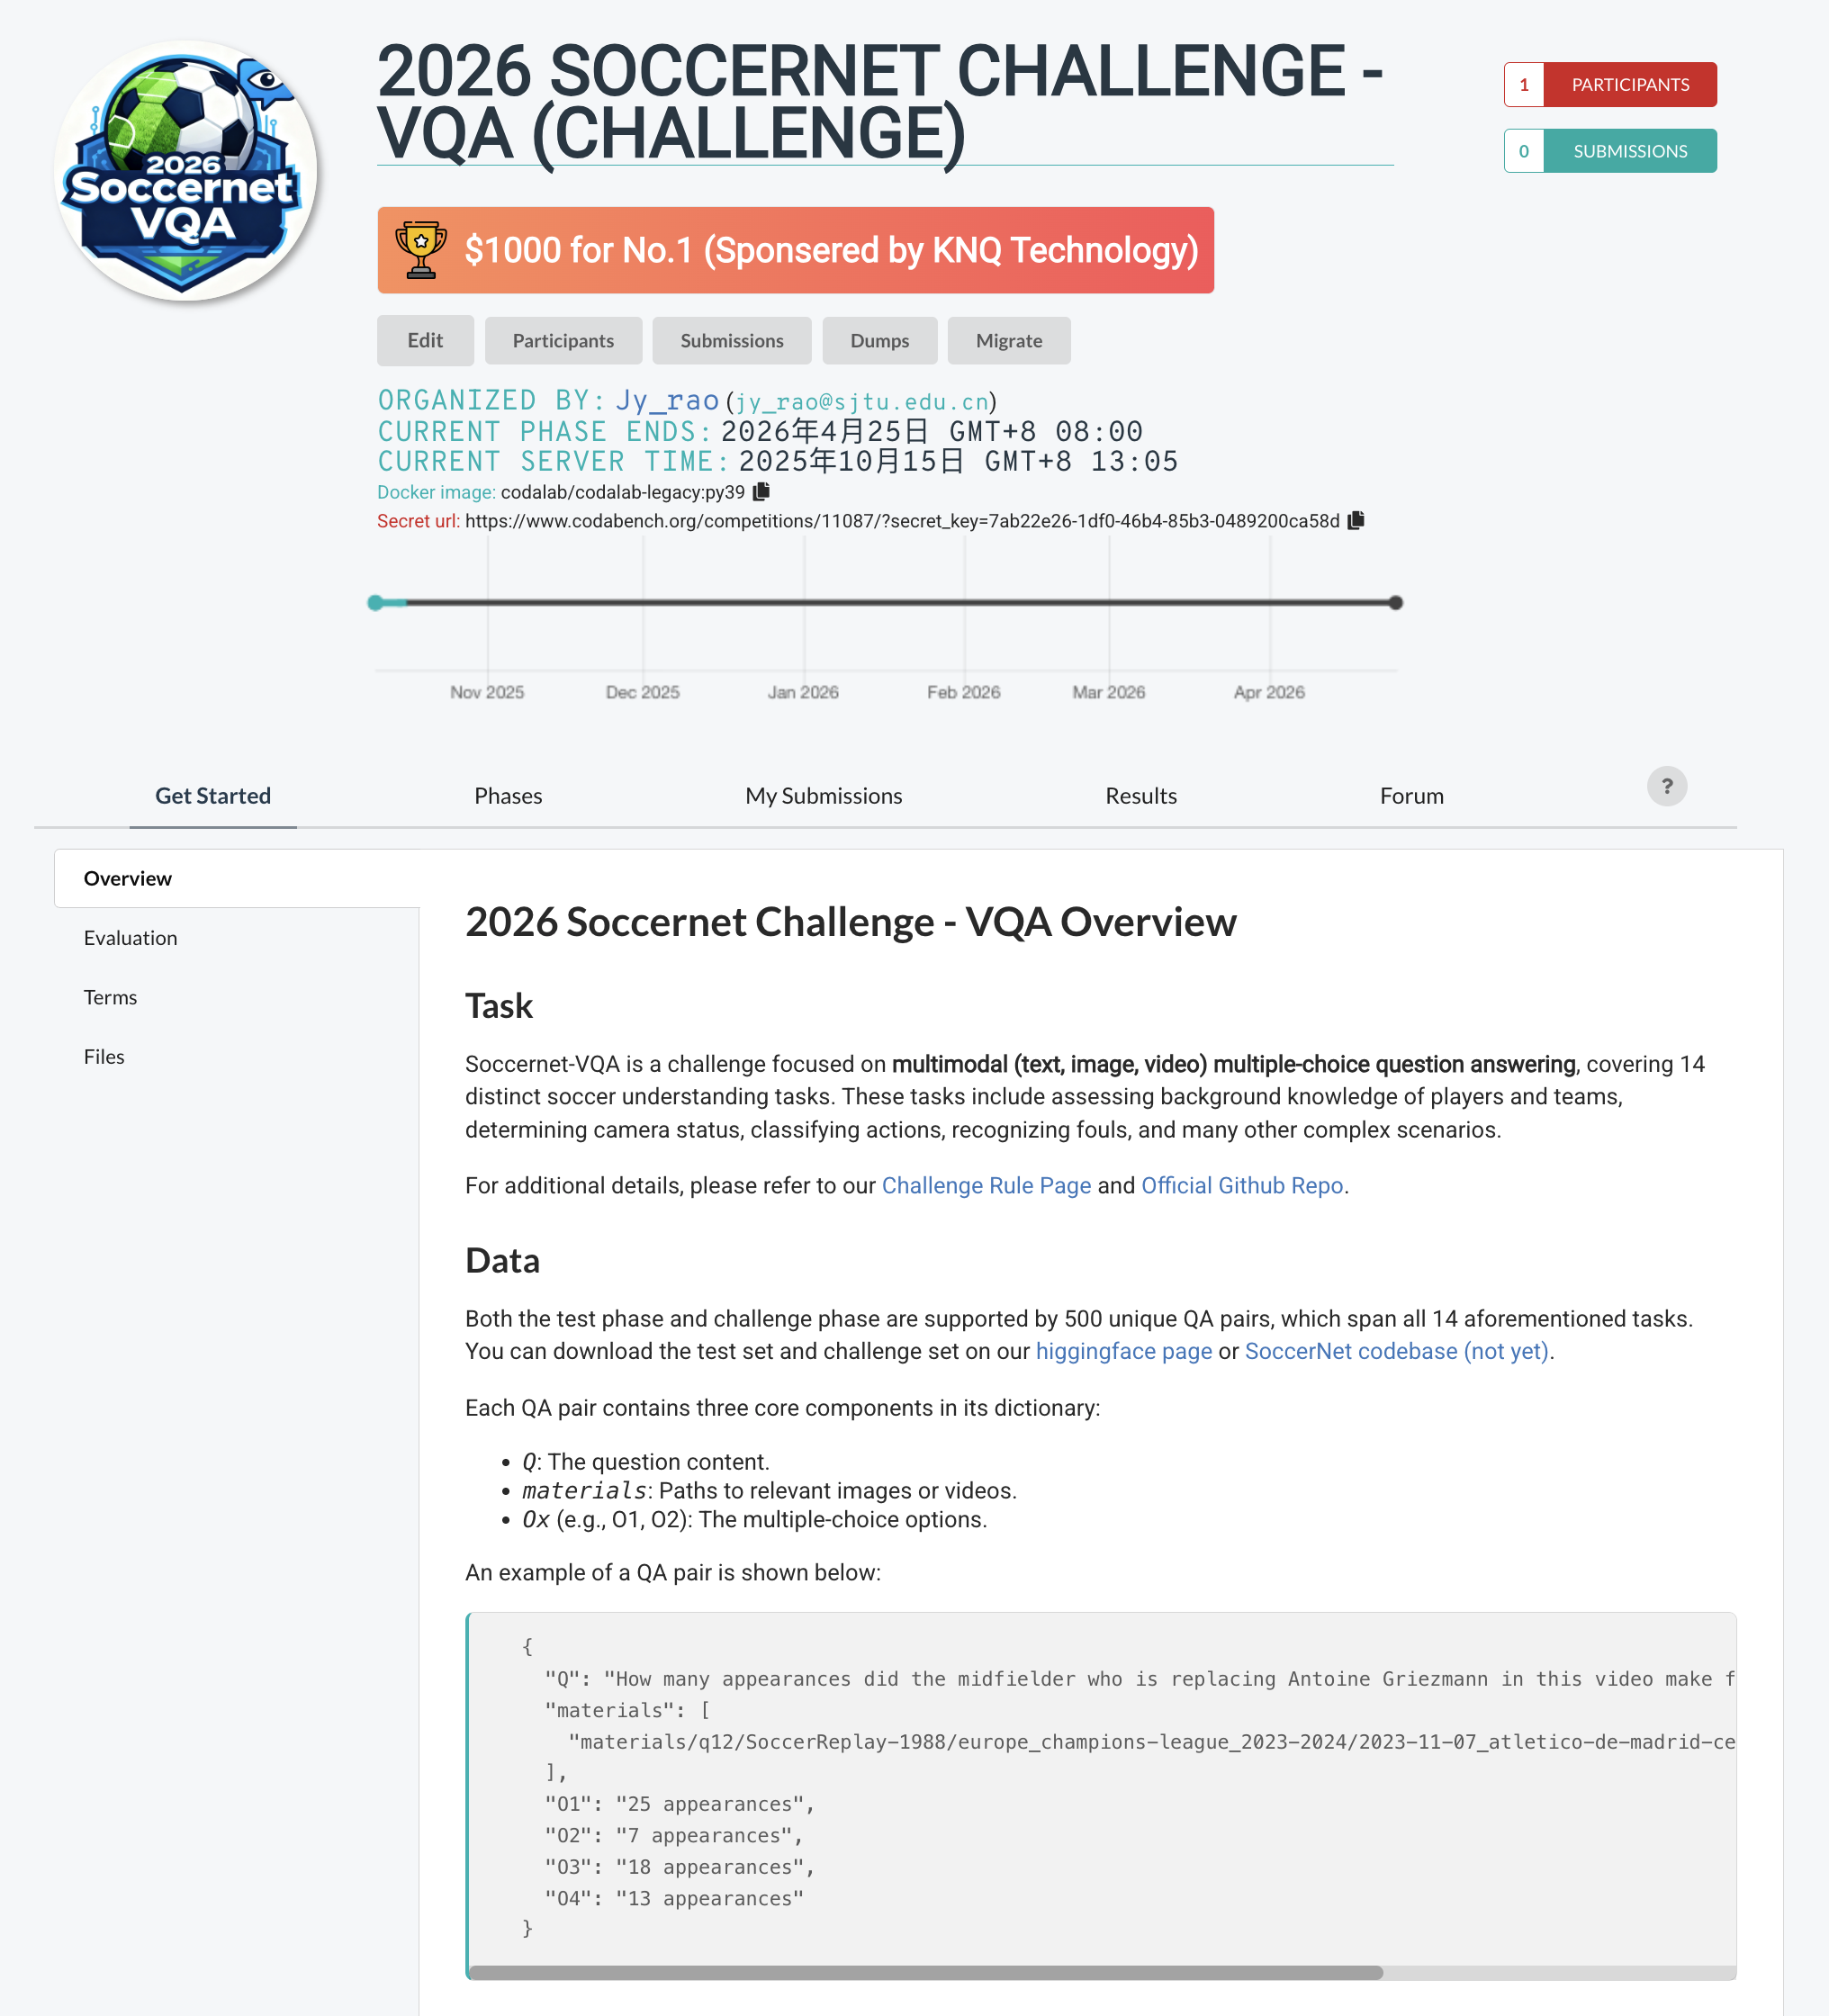 2026 SOCCERNET CHALLENGE -
VQA (CHALLENGE)
1 PARTICIPANTS
0 SUBMISSIONS
2026
Soccernet
VQA
$1000 for No.1 (Sponsered by KNQ Technology)
Edit Participants Submissions Dumps Migrate
ORGANIZED BY: Jy_rao (jy_rao@sjtu.edu.cn)
CURRENT PHASE ENDS: 2026年4月25日 GMT+8 08:00
CURRENT SERVER TIME: 2025年10月15日 GMT+8 13:05
Docker image: codalab/codalab-legacy:py39
Secret url: https://www.codabench.org/competitions/11087/?secret_key=7ab22e26-1df0-46b4-85b3-0489200ca58d
Nov 2025 Dec 2025 Jan 2026 Feb 2026 Mar 2026 Apr 2026
Get Started Phases My Submissions Results Forum ?
Overview
Evaluation
Terms
Files
2026 Soccernet Challenge - VQA Overview
Task
Soccernet-VQA is a challenge focused on multimodal (text, image, video) multiple-choice question answering, covering 14
distinct soccer understanding tasks. These tasks include assessing background knowledge of players and teams,
determining camera status, classifying actions, recognizing fouls, and many other complex scenarios.
For additional details, please refer to our Challenge Rule Page and Official Github Repo.
Data
Both the test phase and challenge phase are supported by 500 unique QA pairs, which span all 14 aforementioned tasks.
You can download the test set and challenge set on our higgingface page or SoccerNet codebase (not yet).
Each QA pair contains three core components in its dictionary:
• Q: The question content.
• materials: Paths to relevant images or videos.
• Ox (e.g., O1, O2): The multiple-choice options.
An example of a QA pair is shown below:
{
"Q": "How many appearances did the midfielder who is replacing Antoine Griezmann in this video make f
"materials": [
"materials/q12/SoccerReplay-1988/europe_champions-league_2023-2024/2023-11-07_atletico-de-madrid-ce
],
"O1": "25 appearances",
"O2": "7 appearances",
"O3": "18 appearances",
"O4": "13 appearances"
}